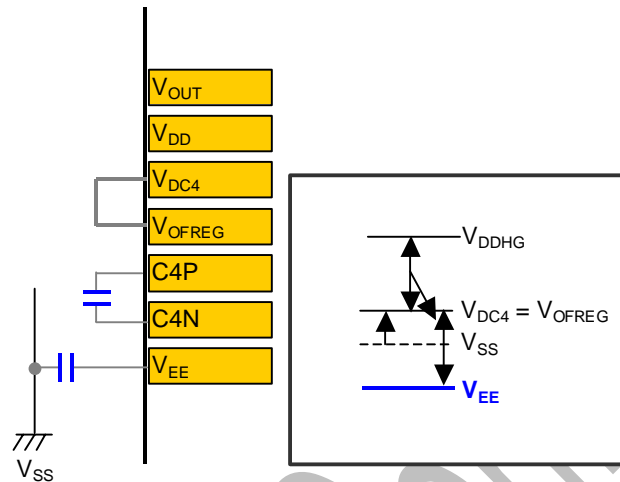 VOUT
VDD
VDC4
VOFREG
C4P
C4N
VEE
VSS
VDDHG
VDC4 = VOFREG
VSS
VEE